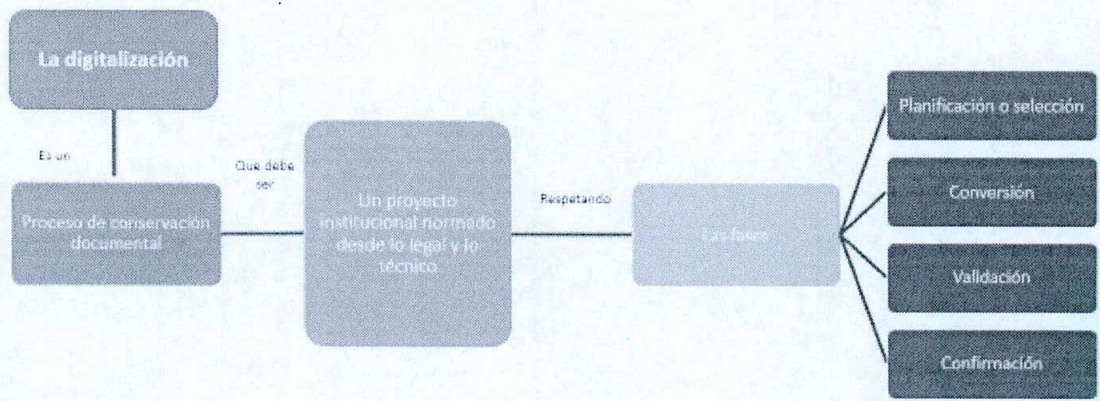 La digitalización
Es un
Proceso de conservación
documental
Que debe
ser
Un proyecto
institucional normado
desde lo legal y lo
técnico
Respetando
Las fases
Planificación o selección
Conversión
Validación
Confirmación